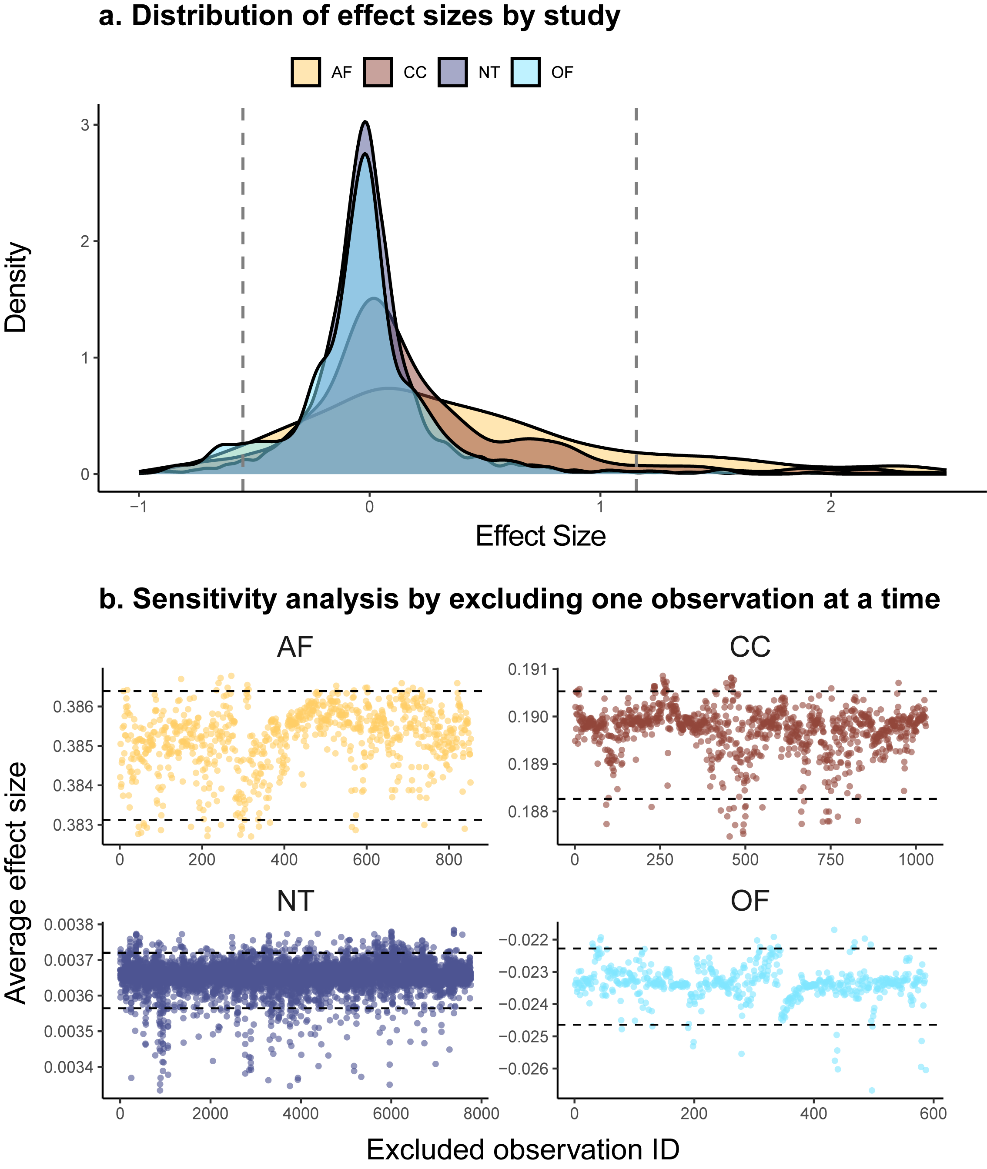 a. Distribution of effect sizes by study
AF CC NT OF
3
2
1
0
Density
−1 0 1 2
Effect Size
b. Sensitivity analysis by excluding one observation at a time
AF CC
0.386
0.385
0.384
0.383
0 200 400 600 800
0.191
0.190
0.189
0.188
0 250 500 750 1000
Average effect size
NT OF
0.0038
0.0037
0.0036
0.0035
0.0034
0 2000 4000 6000 8000
−0.022
−0.023
−0.024
−0.025
−0.026
0 200 400 600
Excluded observation ID